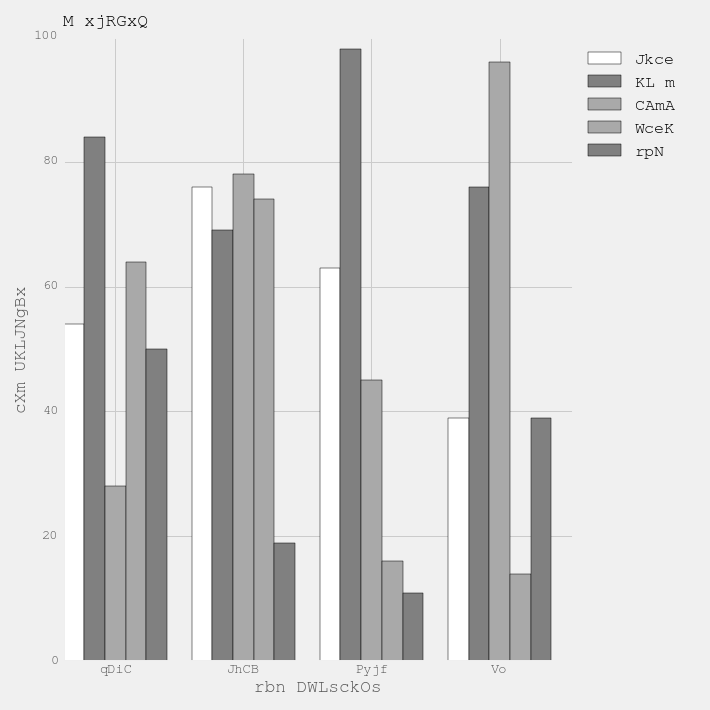 M xjRGxQ
100
80
60
40
20
0
cXm UKLJNgBx
qDiC JhCB Pyjf Vo
rbn DWLsckOs
Jkce
KL m
CAmA
WceK
rpN